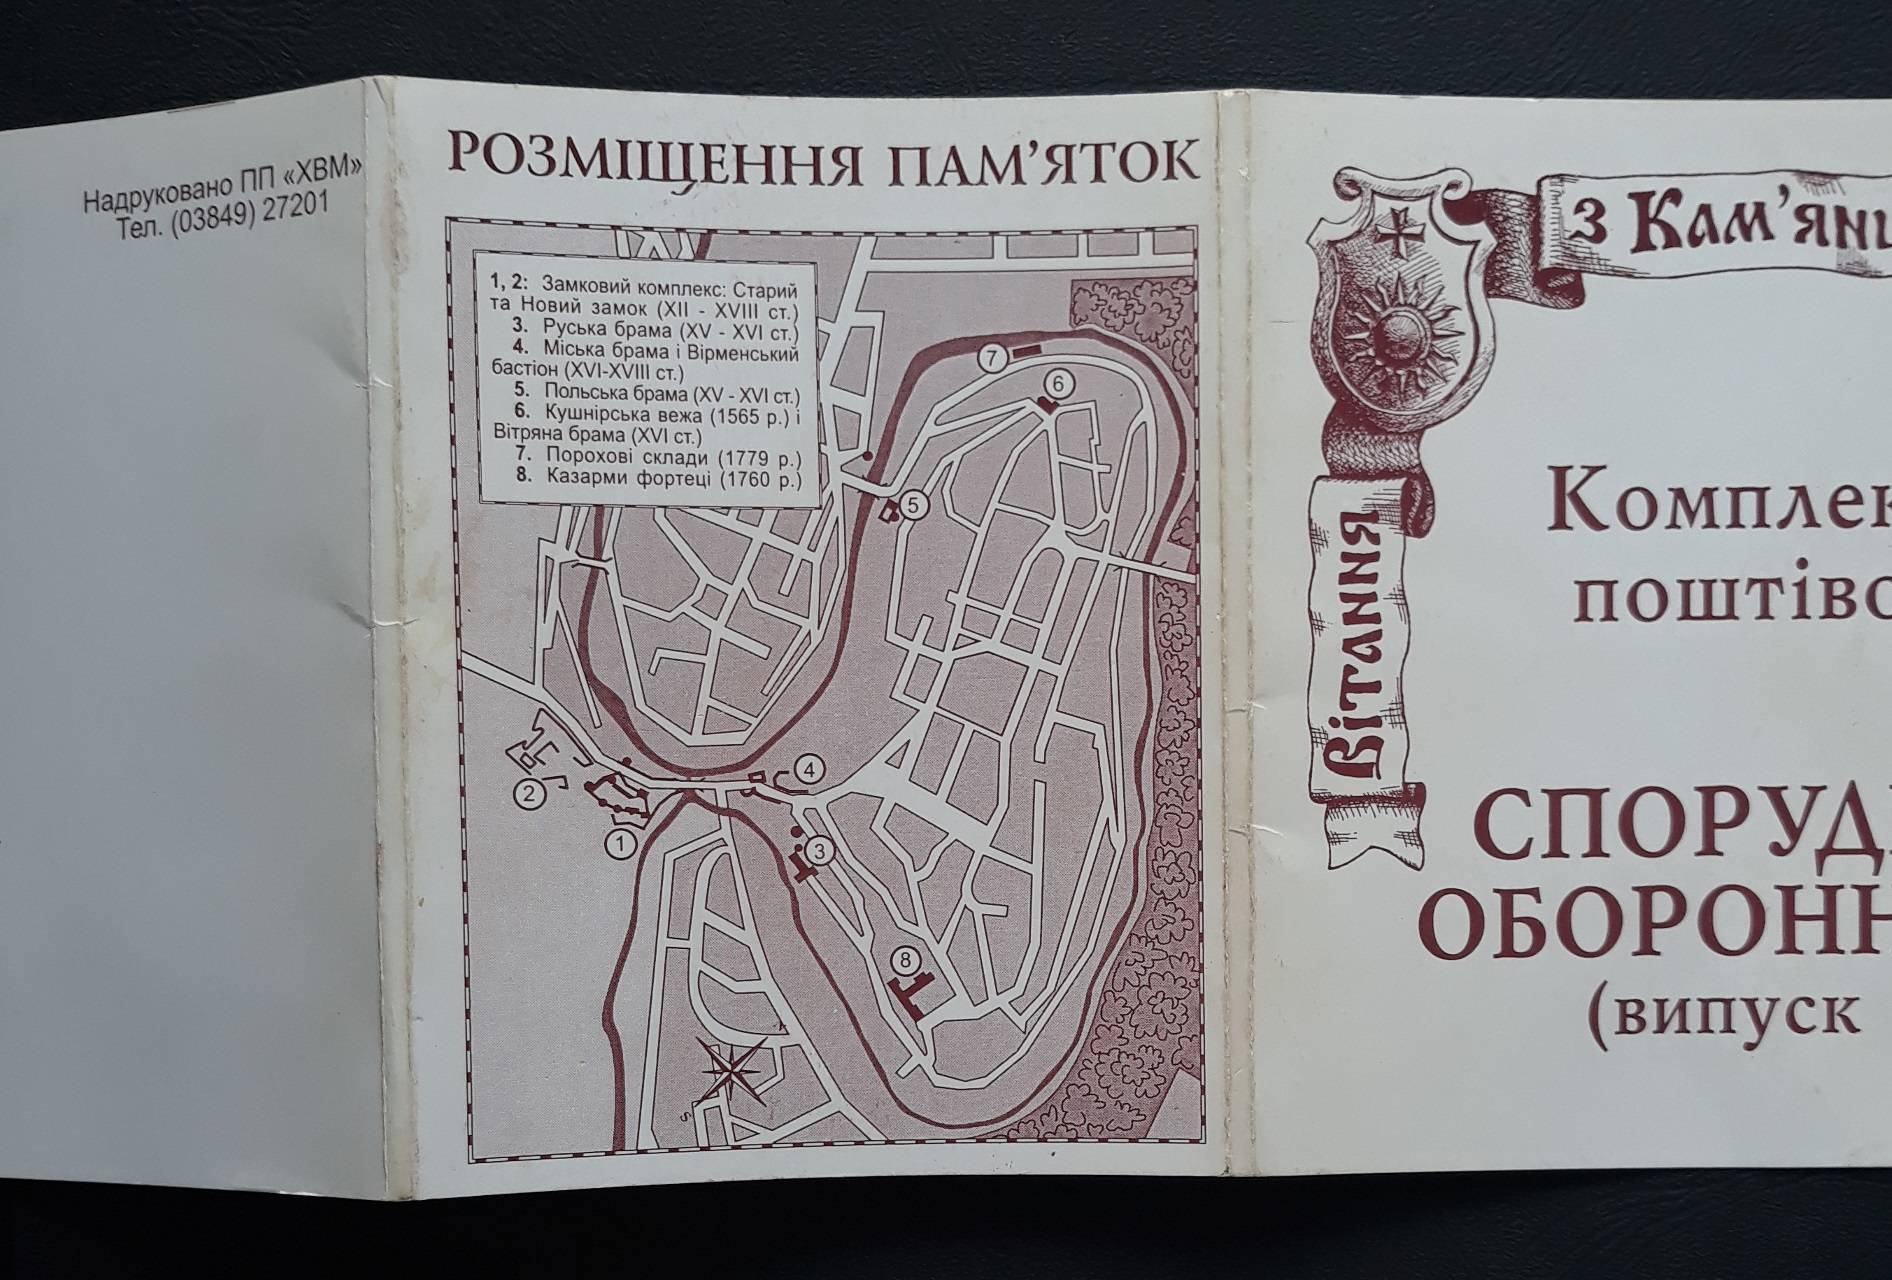 Надруковано ПП «ХВМ»
Тел. (03849) 27201
РОЗМІЩЕННЯ ПАМ’ЯТОК
1, 2: Замковий комплекс: Старий
та Новий замок (XII - XVIII ст.)
3. Руська брама (XV - XVI ст.)
4. Міська брама і Вірменський
бастіон (XVI-XVIII ст.)
5. Польська брама (XV - XVI ст.)
6. Кушнірська вежа (1565 р.) і
Вітряна брама (XVI ст.)
7. Порохові склади (1779 р.)
8. Казарми фортеці (1760 р.)
7
6
5
4
2
1
3
8
S
Вітання
з Кам’янц
Комплек
поштіво
СПОРУД
ОБОРОНН
(випуск